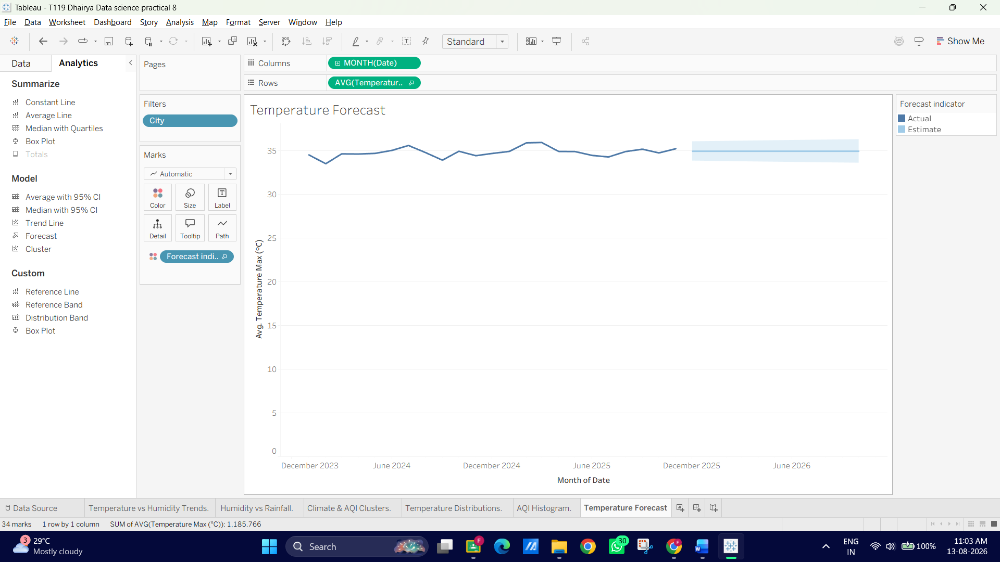 Tableau - T119 Dhairya Data science practical 8
File Data Worksheet Dashboard Story Analysis Map Format Server Window Help
Standard
Show Me
Data
Analytics
Summarize
Constant Line
Average Line
Median with Quartiles
Box Plot
Totals
Model
Average with 95% CI
Median with 95% CI
Trend Line
Forecast
Cluster
Custom
Reference Line
Reference Band
Distribution Band
Box Plot
Pages
Filters
City
Marks
Automatic
Color
Size
Label
Detail
Tooltip
Path
Forecast indi..
Columns
MONTH(Date)
Rows
AVG(Temperatur..
Temperature Forecast
Avg. Temperature Max (°C)
35
30
25
20
15
10
5
0
December 2023
June 2024
December 2024
June 2025
December 2025
June 2026
Month of Date
Forecast indicator
Actual
Estimate
Data Source
Temperature vs Humidity Trends.
Humidity vs Rainfall.
Climate & AQI Clusters.
Temperature Distributions.
AQI Histogram.
Temperature Forecast
34 marks
1 row by 1 column
SUM of AVG(Temperature Max (°C)): 1,185.766
3
29°C
Mostly cloudy
Search
F
30
F
W
ENG
IN
100%
11:03 AM
13-08-2026